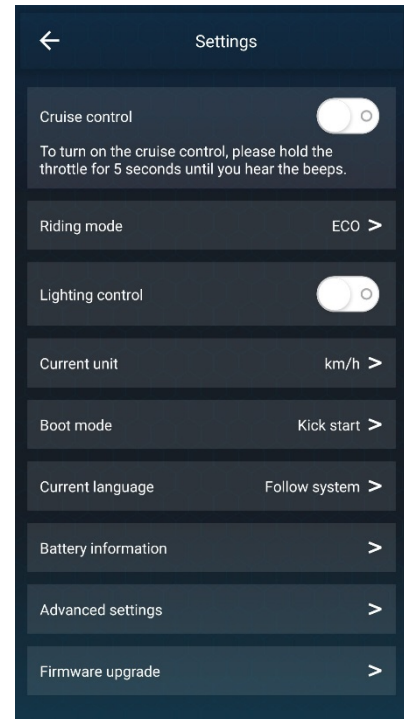 Settings
Cruise control
To turn on the cruise control, please hold the
throttle for 5 seconds until you hear the beeps.
Riding mode ECO >
Lighting control
Current unit km/h >
Boot mode Kick start >
Current language Follow system >
Battery information >
Advanced settings >
Firmware upgrade >